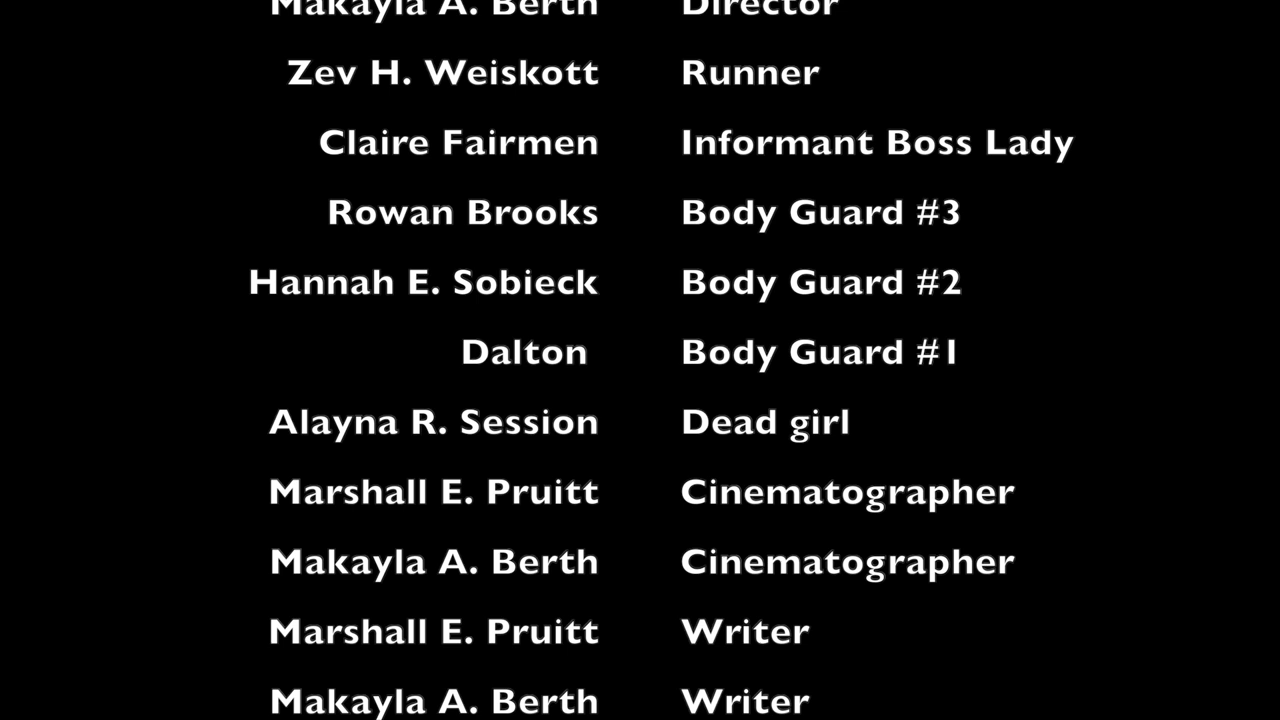 Makayla A. Berth Director
Zev H. Weiskott Runner
Claire Fairmen Informant Boss Lady
Rowan Brooks Body Guard #3
Hannah E. Sobieck Body Guard #2
Dalton Body Guard #1
Alayna R. Session Dead girl
Marshall E. Pruitt Cinematographer
Makayla A. Berth Cinematographer
Marshall E. Pruitt Writer
Makayla A. Berth Writer